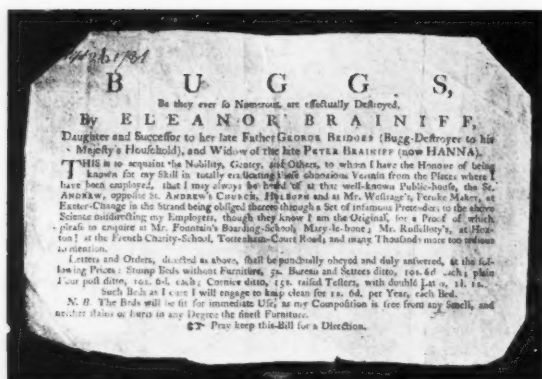 B U G G S,
Be they ever so Numerous, are effectually Destroyed,
By ELEANOR BRAINIFF,
Daughter and Successor to her late Father GEORGE BRIDGES (Bugg-Destroyer to his
Majesty's Household), and Widow of the late PETER BRAINIFF (now HANNA).
THIS is to acquaint the Nobility, Gentry, and Others, to whom I have the Honour of being
known for my Skill in totally eradicating these obnoxious Vermin from the Places where I
have been employed, that I may always be heard of at that well-known Public-house, the St.
ANDREW, opposite St. ANDREW'S CHURCH, HOLBORN and at Mr. Peruke Maker, at
Exeter-Change in the Strand being obliged thereto through a Set of infamous Pretenders to the above
Science misdirecting my Employers, though they know I am the Original, for a Proof of which
please to enquire at Mr. Fountain's Boarding-School, Mary-le-bone; Mr. at Hox-
ton; at the French Charity-School, Tottenham-Court Road; and many Thousands more too tedious
to mention.
Letters and Orders, directed as above, shall be punctually obeyed and duly answered, at the fol-
lowing Prices: Stump Beds without Furniture, 5s. Bureau and Settees ditto, 10s. 6d each; plain
Four post ditto, 10s. 6d. each; Cornice ditto, 15s. raised Testers, with double
Such Beds as I cure I will engage to keep clean for 1s. 6d. per Year, each Bed.
N. B. The Beds will be fit for immediate Use, as my Composition is free from any Smell, and
neither stains or hurts in any Degree the finest Furniture.
☞ Pray keep this Bill for a Direction.